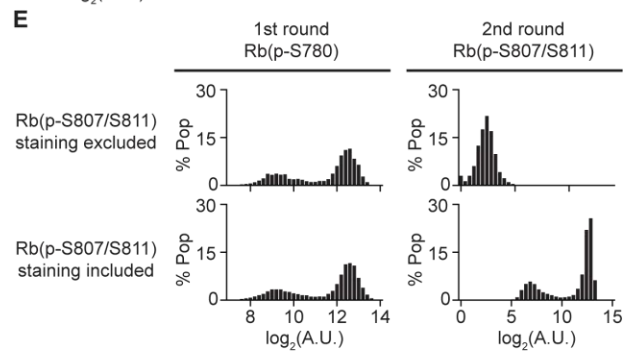 E
1st round
Rb(p-S780)
2nd round
Rb(p-S807/S811)
Rb(p-S807/S811)
staining excluded
% Pop
30
15
0
% Pop
30
15
0
Rb(p-S807/S811)
staining included
% Pop
30
15
0
8 10 12 14
log2(A.U.)
% Pop
30
15
0
0 5 10 15
log2(A.U.)